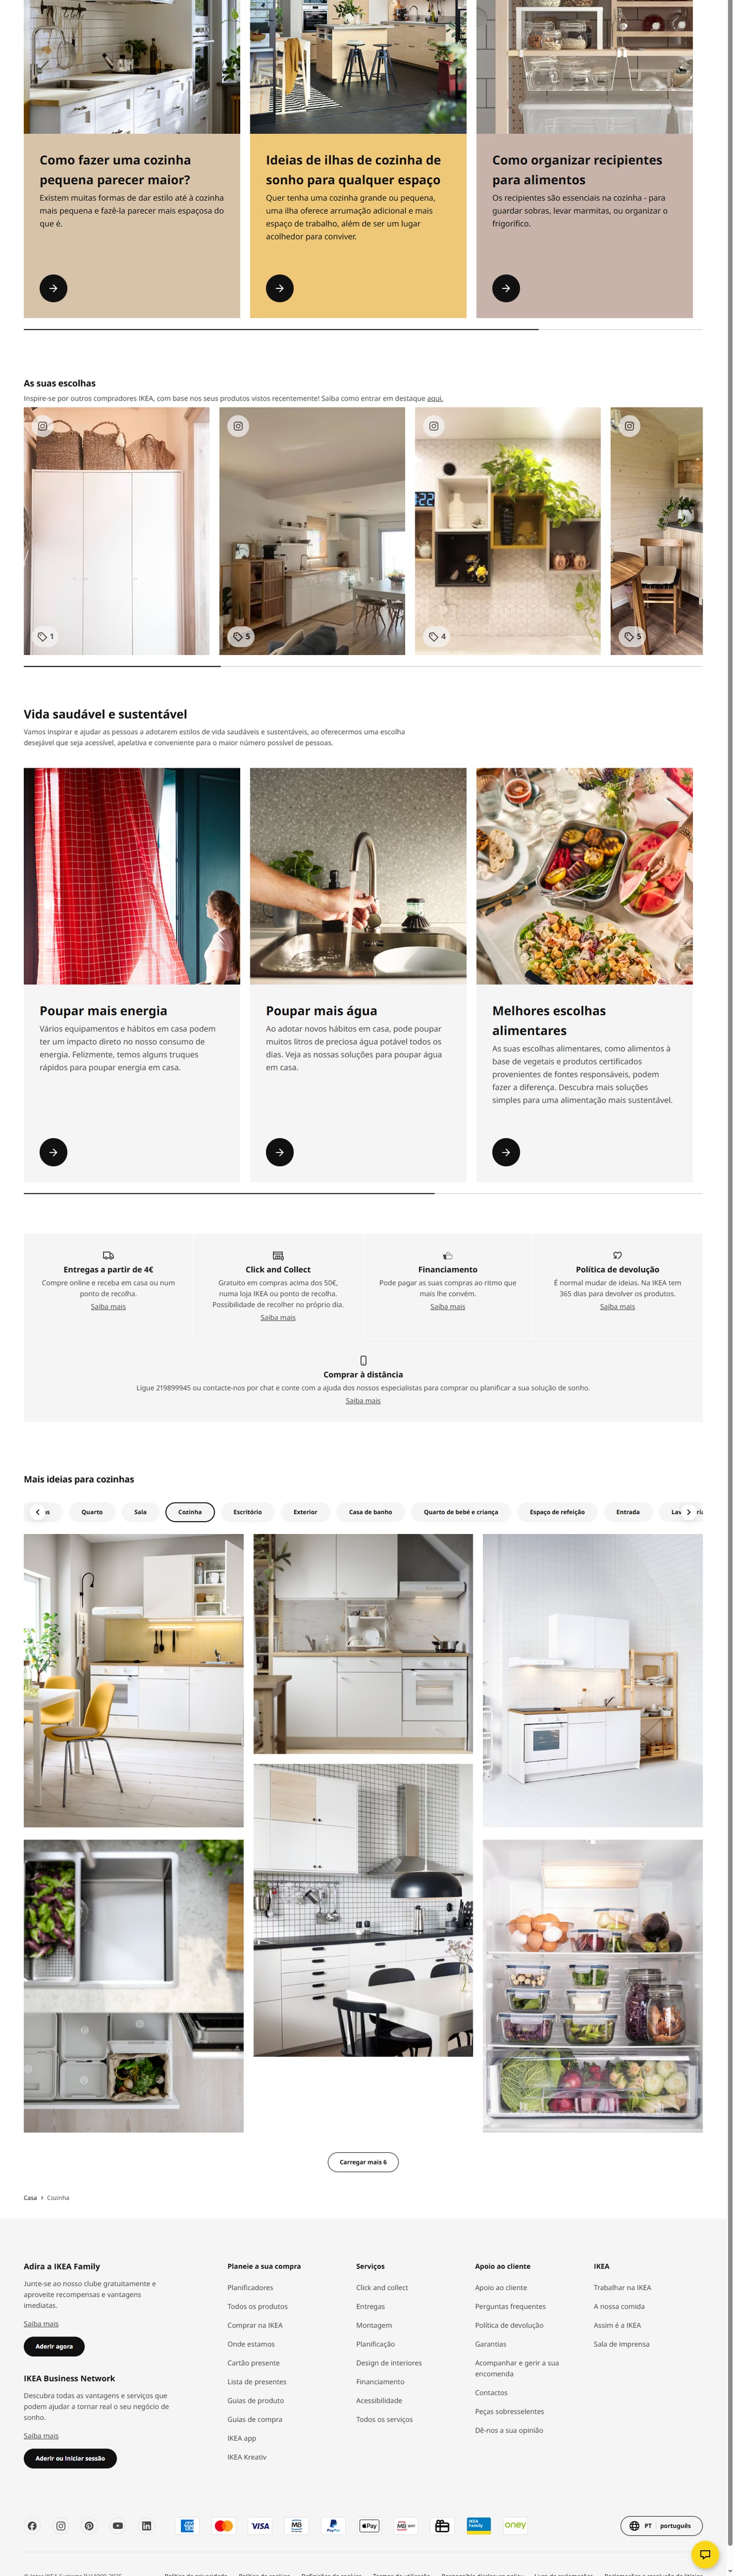 Como fazer uma cozinha
pequena parecer maior?
Existem muitas formas de dar estilo até à cozinha
mais pequena e fazê-la parecer mais espaçosa do
que é.
Ideias de ilhas de cozinha de
sonho para qualquer espaço
Quer tenha uma cozinha grande ou pequena,
uma ilha oferece arrumação adicional e mais
espaço de trabalho, além de ser um lugar
acolhedor para conviver.
Como organizar recipientes
para alimentos
Os recipientes são essenciais na cozinha - para
guardar sobras, levar marmitas, ou organizar o
frigorífico.
As suas escolhas
Inspire-se por outros compradores IKEA, com base nos seus produtos vistos recentemente! Saiba como entrar em destaque aqui.
1
5
4
5
Vida saudável e sustentável
Vamos inspirar e ajudar as pessoas a adotarem estilos de vida saudáveis e sustentáveis, ao oferecermos uma escolha
desejável que seja acessível, apelativa e conveniente para o maior número possível de pessoas.
Poupar mais energia
Vários equipamentos e hábitos em casa podem
ter um impacto direto no nosso consumo de
energia. Felizmente, temos alguns truques
rápidos para poupar energia em casa.
Poupar mais água
Ao adotar novos hábitos em casa, pode poupar
muitos litros de preciosa água potável todos os
dias. Veja as nossas soluções para poupar água
em casa.
Melhores escolhas
alimentares
As suas escolhas alimentares, como alimentos à
base de vegetais e produtos certificados
provenientes de fontes responsáveis, podem
fazer a diferença. Descubra mais soluções
simples para uma alimentação mais sustentável.
Entregas a partir de 4€
Compre online e receba em casa ou num
ponto de recolha.
Saiba mais
Click and Collect
Gratuito em compras acima dos 50€,
numa loja IKEA ou ponto de recolha.
Possibilidade de recolher no próprio dia.
Saiba mais
Financiamento
Pode pagar as suas compras ao ritmo que
mais lhe convém.
Saiba mais
Política de devolução
É normal mudar de ideias. Na IKEA tem
365 dias para devolver os produtos.
Saiba mais
Comprar à distância
Ligue 219899945 ou contacte-nos por chat e conte com a ajuda dos nossos especialistas para comprar ou planificar a sua solução de sonho.
Saiba mais
Mais ideias para cozinhas
Quarto
Sala
Cozinha
Escritório
Exterior
Casa de banho
Quarto de bebé e criança
Espaço de refeição
Entrada
Carregar mais 6
Casa
Cozinha
Adira a IKEA Family
Junte-se ao nosso clube gratuitamente e
aproveite recompensas e vantagens
imediatas.
Saiba mais
Aderir agora
IKEA Business Network
Descubra todas as vantagens e serviços que
podem ajudar a tornar real o seu negócio de
sonho.
Saiba mais
Aderir ou iniciar sessão
Planeie a sua compra
Planificadores
Todos os produtos
Comprar na IKEA
Onde estamos
Cartão presente
Lista de presentes
Guias de produto
Guias de compra
IKEA app
IKEA Kreativ
Serviços
Click and collect
Entregas
Montagem
Planificação
Design de interiores
Financiamento
Acessibilidade
Todos os serviços
Apoio ao cliente
Apoio ao cliente
Perguntas frequentes
Política de devolução
Garantias
Acompanhar e gerir a sua
encomenda
Contactos
Peças sobresselentes
Dê-nos a sua opinião
IKEA
Trabalhar na IKEA
A nossa comida
Assim é a IKEA
Sala de imprensa
VISA
MB
PayPal
Pay
MB WAY
IKEA Family
oney
PT
português